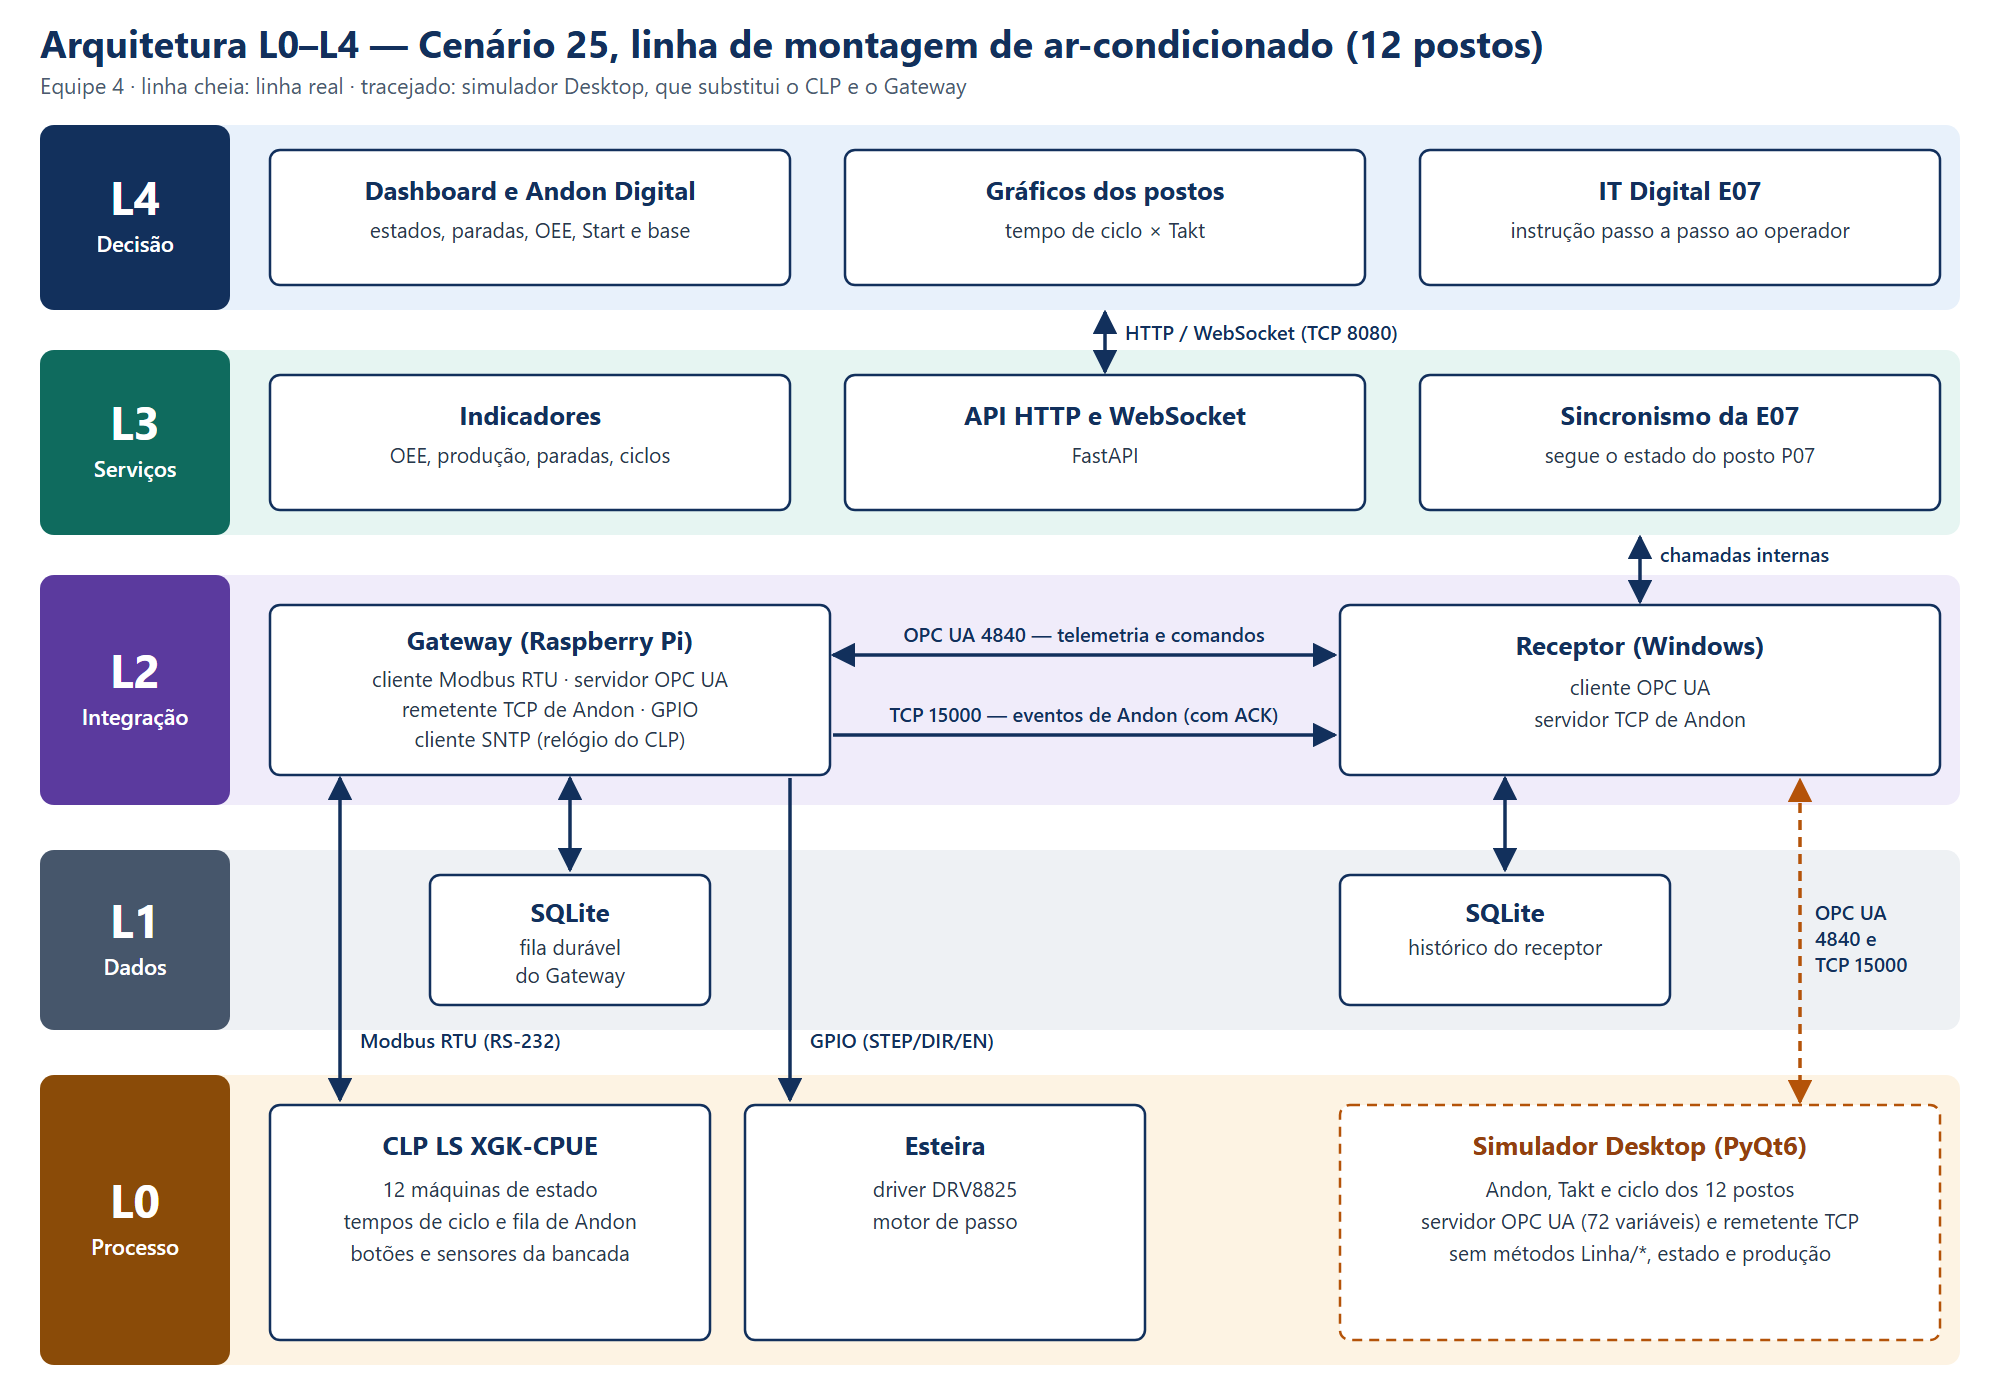 Arquitetura L0–L4 — Cenário 25, linha de montagem de ar-condicionado (12 postos)
Equipe 4 · linha cheia: linha real · tracejado: simulador Desktop, que substitui o CLP e o Gateway
L4
Decisão
Dashboard e Andon Digital
estados, paradas, OEE, Start e base
Gráficos dos postos
tempo de ciclo × Takt
IT Digital E07
instrução passo a passo ao operador
HTTP / WebSocket (TCP 8080)
L3
Serviços
Indicadores
OEE, produção, paradas, ciclos
API HTTP e WebSocket
FastAPI
Sincronismo da E07
segue o estado do posto P07
chamadas internas
L2
Integração
Gateway (Raspberry Pi)
cliente Modbus RTU · servidor OPC UA
remetente TCP de Andon · GPIO
cliente SNTP (relógio do CLP)
OPC UA 4840 — telemetria e comandos
TCP 15000 — eventos de Andon (com ACK)
Receptor (Windows)
cliente OPC UA
servidor TCP de Andon
L1
Dados
SQLite
fila durável
do Gateway
SQLite
histórico do receptor
OPC UA
4840 e
TCP 15000
Modbus RTU (RS-232)
GPIO (STEP/DIR/EN)
L0
Processo
CLP LS XGK-CPUE
12 máquinas de estado
tempos de ciclo e fila de Andon
botões e sensores da bancada
Esteira
driver DRV8825
motor de passo
Simulador Desktop (PyQt6)
Andon, Takt e ciclo dos 12 postos
servidor OPC UA (72 variáveis) e remetente TCP
sem métodos Linha/*, estado e produção